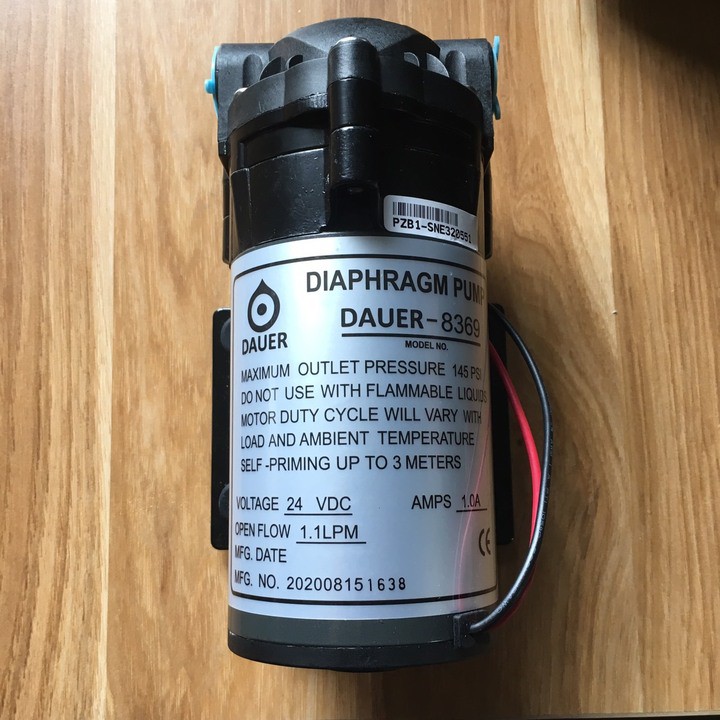 PZB1-SNE320551
DIAPHRAGM PUMP
DAUER
DAUER-8369
MODEL NO.
MAXIMUM OUTLET PRESSURE 145 PSI
DO NOT USE WITH FLAMMABLE LIQUIDS
MOTOR DUTY CYCLE WILL VARY WITH
LOAD AND AMBIENT TEMPERATURE
SELF -PRIMING UP TO 3 METERS
VOLTAGE 24 VDC AMPS 1.0A
OPEN FLOW 1.1LPM
CE
MFG. DATE
MFG. NO. 202008151638